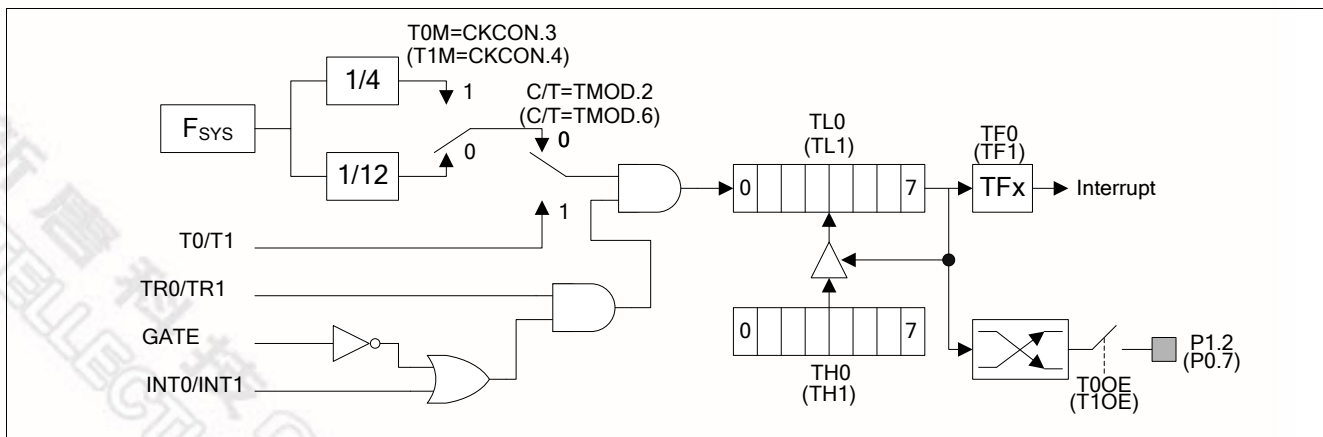 T0M=CKCON.3
(T1M=CKCON.4)
1/4
1
C/T=TMOD.2
(C/T=TMOD.6)
FSYS
0
0
1/12
TL0
(TL1)
TF0
(TF1)
0 7
TFx
Interrupt
1
T0/T1
TR0/TR1
0 7
GATE
P1.2
(P0.7)
INT0/INT1
TH0
(TH1)
T0OE
(T1OE)